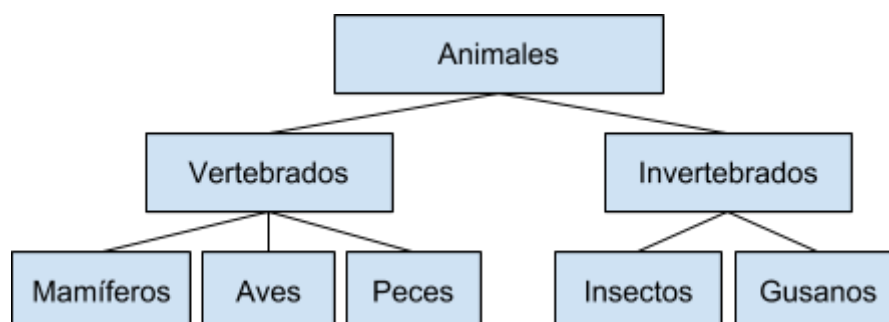 Animales
Vertebrados
Invertebrados
Mamíferos
Aves
Peces
Insectos
Gusanos